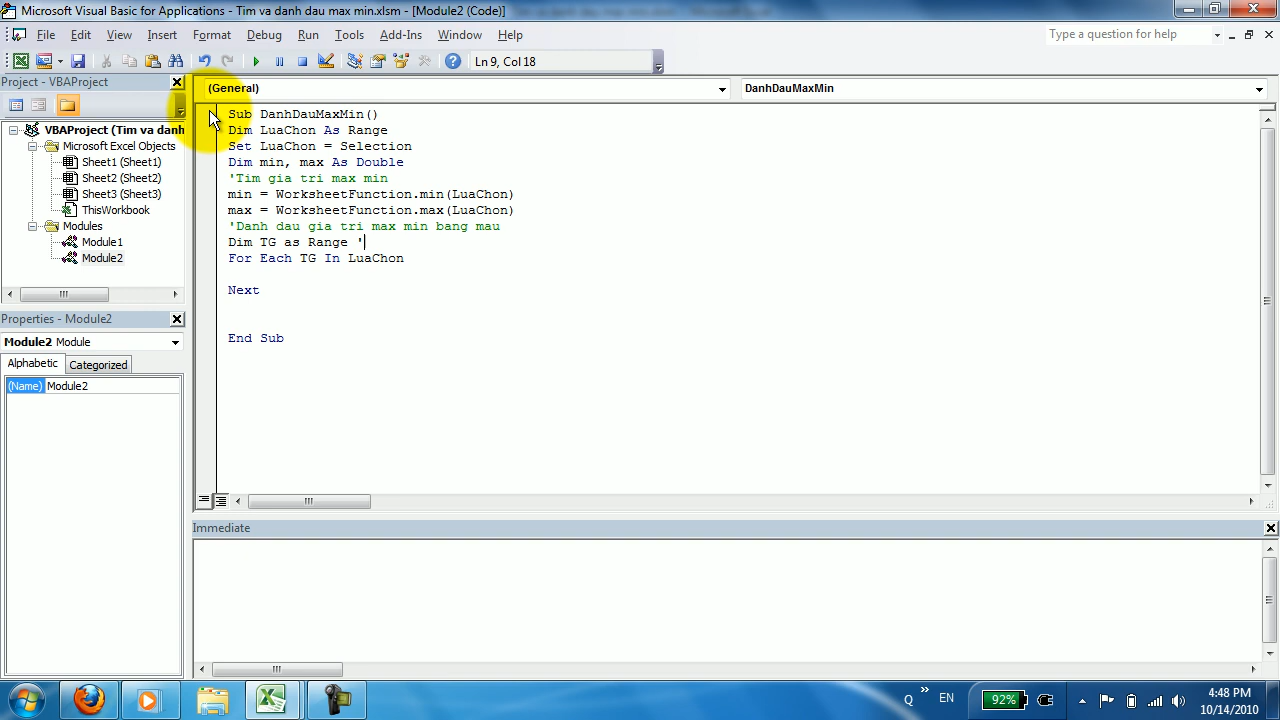 Microsoft Visual Basic for Applications - Tim va danh dau max min.xlsm - [Module2 (Code)]
File Edit View Insert Format Debug Run Tools Add-Ins Window Help
Type a question for help
Ln 9, Col 18
Project - VBAProject
(General)
DanhDauMaxMin
VBAProject (Tim va danh
Microsoft Excel Objects
Sheet1 (Sheet1)
Sheet2 (Sheet2)
Sheet3 (Sheet3)
ThisWorkbook
Modules
Module1
Module2
Sub DanhDauMaxMin()
Dim LuaChon As Range
Set LuaChon = Selection
Dim min, max As Double
'Tim gia tri max min
min = WorksheetFunction.min(LuaChon)
max = WorksheetFunction.max(LuaChon)
'Danh dau gia tri max min bang mau
Dim TG as Range '
For Each TG In LuaChon
Next
End Sub
Properties - Module2
Module2 Module
Alphabetic Categorized
(Name) Module2
Immediate
Q
EN
92%
4:48 PM
10/14/2010